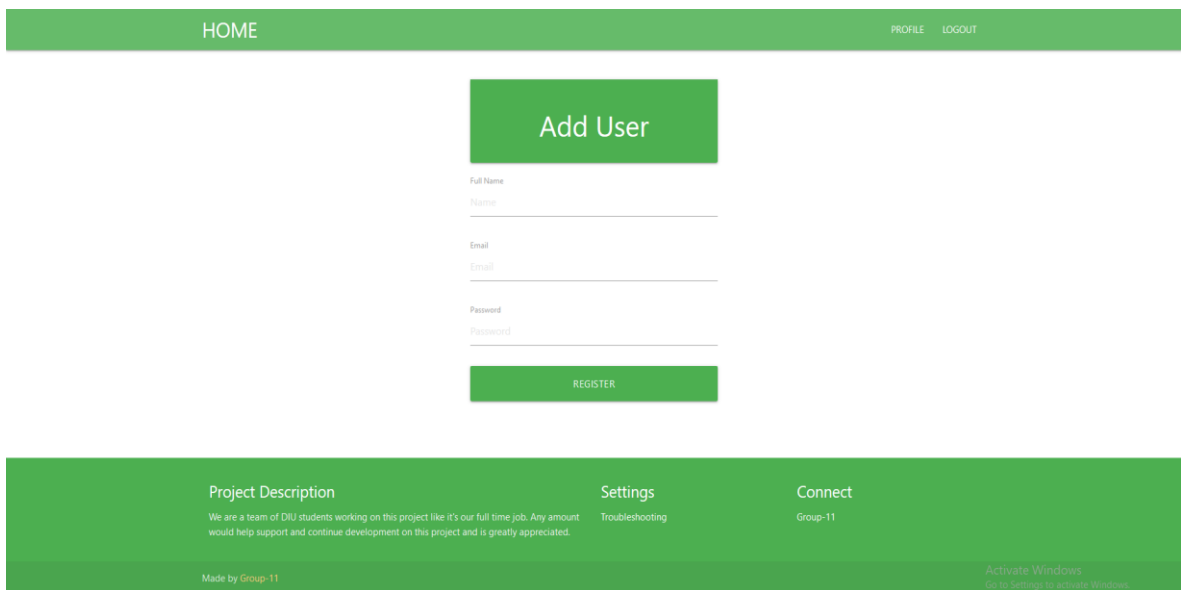 HOME
PROFILE LOGOUT
Add User
Full Name
Name
Email
Email
Password
Password
REGISTER
Project Description
We are a team of DIU students working on this project like it's our full time job. Any amount
would help support and continue development on this project and is greatly appreciated.
Settings
Troubleshooting
Connect
Group-11
Made by Group-11
Activate Windows
Go to Settings to activate Windows.